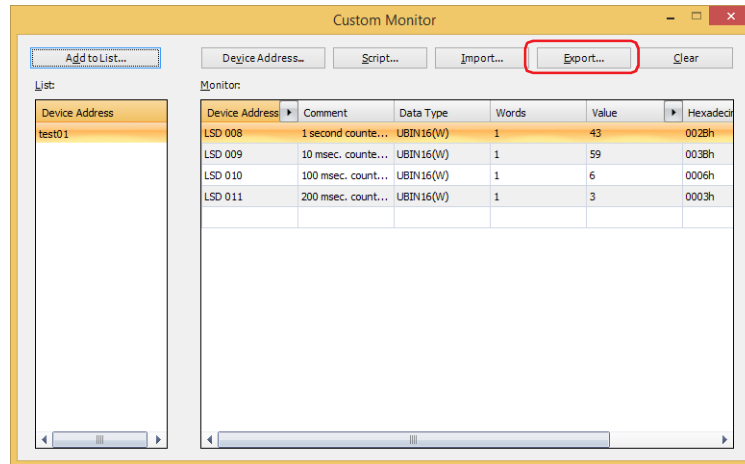 Custom Monitor
Add to List... Device Address... Script... Import... Export... Clear
List: Monitor:
Device Address Device Address Comment Data Type Words Value Hexadecim
test01 LSD 008 1 second counte... UBIN16(W) 1 43 002Bh
LSD 009 10 msec. counte... UBIN16(W) 1 59 003Bh
LSD 010 100 msec. count... UBIN16(W) 1 6 0006h
LSD 011 200 msec. count... UBIN16(W) 1 3 0003h